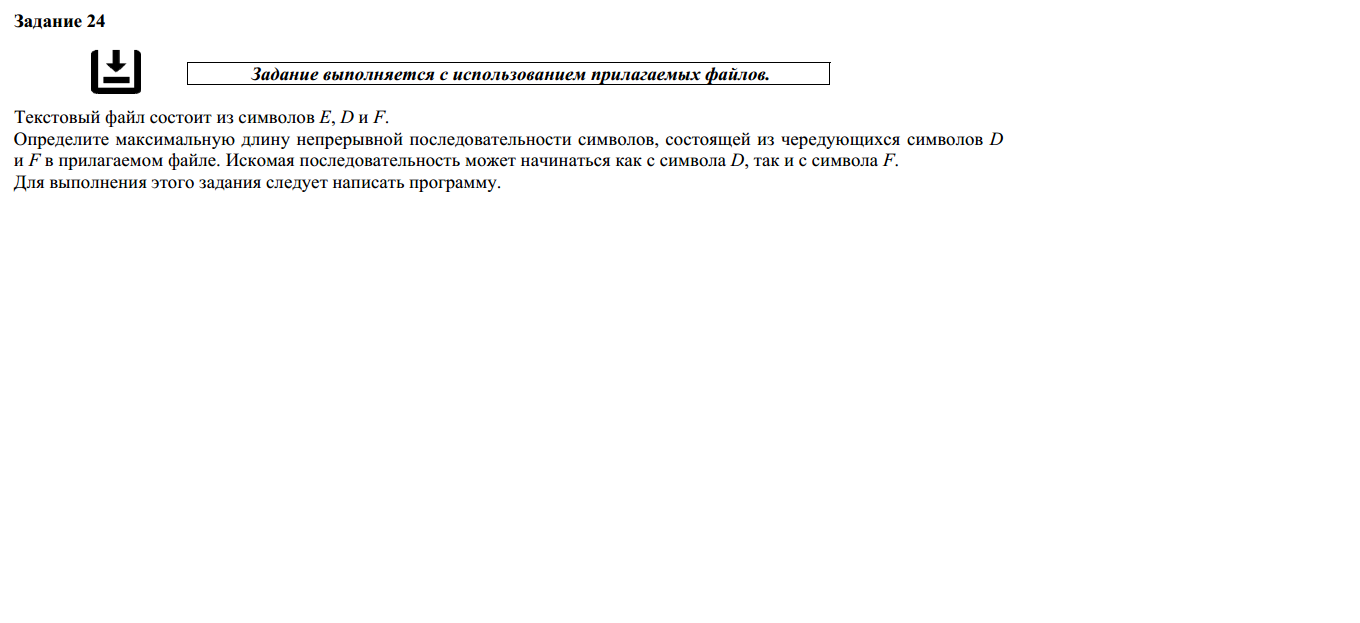 Задание 24
Задание выполняется с использованием прилагаемых файлов.
Текстовый файл состоит из символов E, D и F.
Определите максимальную длину непрерывной последовательности символов, состоящей из чередующихся символов D
и F в прилагаемом файле. Искомая последовательность может начинаться как с символа D, так и с символа F.
Для выполнения этого задания следует написать программу.